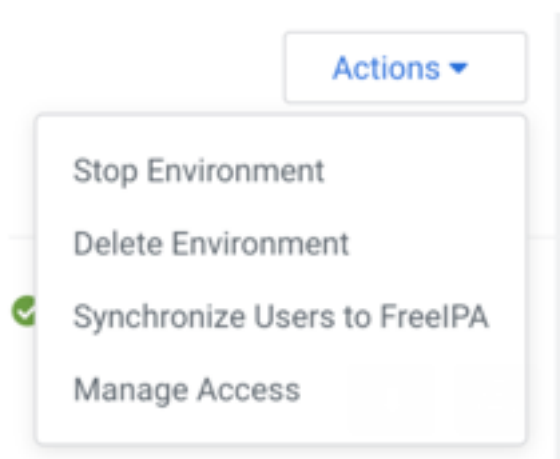 Actions
Stop Environment
Delete Environment
Synchronize Users to FreeIPA
Manage Access